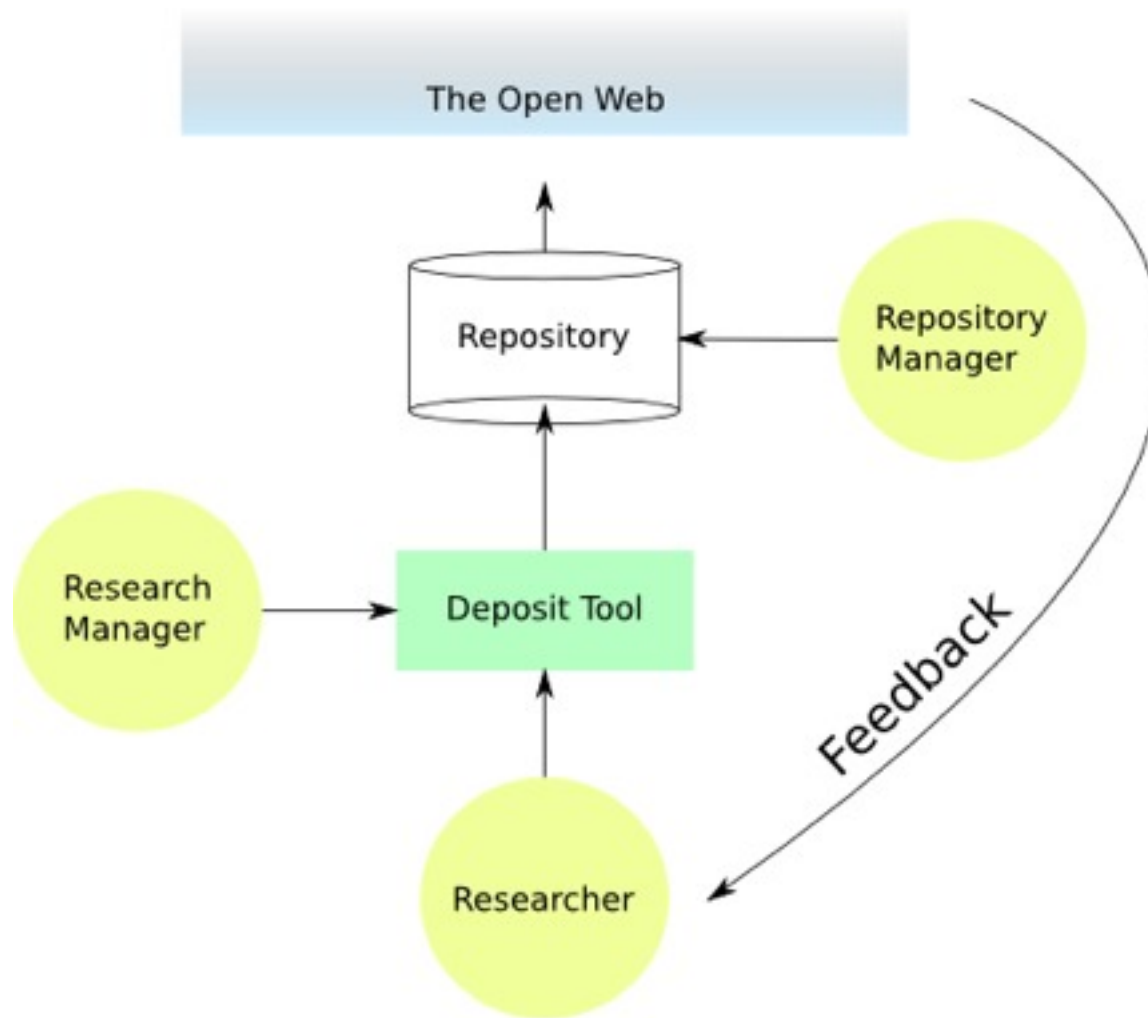 The Open Web
Repository
Repository
Manager
Research
Manager
Deposit Tool
Feedback
Researcher